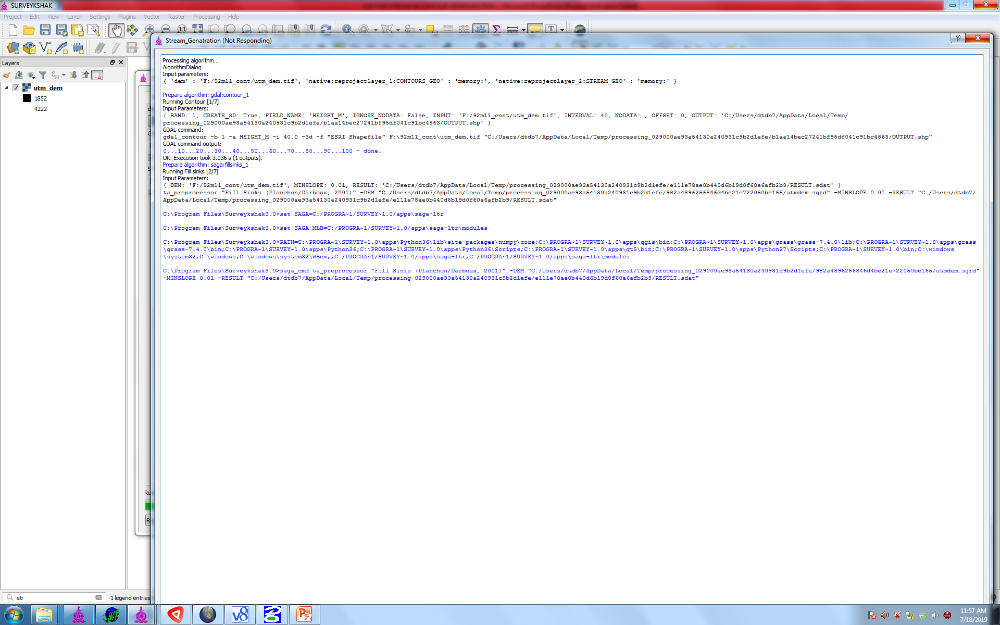 SURVEYKSHAK
Project Edit View Layer Settings Plugins Vector Raster Processing Help
Stream_Genatration (Not Responding)
Layers
utm_dem
1852
4222
Processing algorithm...
AlgorithmDialog
Input parameters:
{ 'dem' : 'F:/92m11_cont/utm_dem.tif', 'native:reprojectlayer_1:CONTOURS_GEO' : 'memory:', 'native:reprojectlayer_2:STREAM_GEO' : 'memory:' }
Prepare algorithm: gdal:contour_1
Running Contour [1/7]
Input Parameters:
{ BAND: 1, CREATE_3D: True, FIELD_NAME: 'HEIGHT_M', IGNORE_NODATA: False, INPUT: 'F:/92m11_cont/utm_dem.tif', INTERVAL: 40, NODATA: , OFFSET: 0, OUTPUT: 'C:/Users/dtdb7/AppData/Local/Temp/
processing_029000ae93a54130a240931c9b2d1efe/b1aa14bec27241bf95df041c91bc4863/OUTPUT.shp' }
GDAL command:
gdal_contour -b 1 -a HEIGHT_M -i 40.0 -3d -f "ESRI Shapefile" F:\92m11_cont\utm_dem.tif "C:/Users/dtdb7/AppData/Local/Temp/processing_029000ae93a54130a240931c9b2d1efe/b1aa14bec27241bf95df041c91bc4863/OUTPUT.shp"
GDAL command output:
0...10...20...30...40...50...60...70...80...90...100 - done.
OK. Execution took 3.036 s (1 outputs).
Prepare algorithm: saga:fillsinks_1
Running Fill sinks [2/7]
Input Parameters:
{ DEM: 'F:/92m11_cont/utm_dem.tif', MINSLOPE: 0.01, RESULT: 'C:/Users/dtdb7/AppData/Local/Temp/processing_029000ae93a54130a240931c9b2d1efe/e111e78ae0b440d6b19d0f60a6afb2b9/RESULT.sdat' }
ta_preprocessor "Fill Sinks (Planchon/Darboux, 2001)" -DEM "C:/Users/dtdb7/AppData/Local/Temp/processing_029000ae93a54130a240931c9b2d1efe/982a4896256846d4be21e722050be165/utmdem.sgrd" -MINSLOPE 0.01 -RESULT "C:/Users/dtdb7/
AppData/Local/Temp/processing_029000ae93a54130a240931c9b2d1efe/e111e78ae0b440d6b19d0f60a6afb2b9/RESULT.sdat"
C:\Program Files\Surveykshak3.0>set SAGA=C:/PROGRA~1/SURVEY~1.0/apps\saga-ltr
C:\Program Files\Surveykshak3.0>set SAGA_MLB=C:/PROGRA~1/SURVEY~1.0/apps\saga-ltr\modules
C:\Program Files\Surveykshak3.0>PATH=C:\PROGRA~1\SURVEY~1.0\apps\Python36\lib\site-packages\numpy\core;C:\PROGRA~1\SURVEY~1.0\apps\qgis\bin;C:\PROGRA~1\SURVEY~1.0\apps\grass\grass-7.4.0\lib;C:\PROGRA~1\SURVEY~1.0\apps\grass
\grass-7.4.0\bin;C:\PROGRA~1\SURVEY~1.0\apps\Python36;C:\PROGRA~1\SURVEY~1.0\apps\Python36\Scripts;C:\PROGRA~1\SURVEY~1.0\apps\qt5\bin;C:\PROGRA~1\SURVEY~1.0\apps\Python27\Scripts;C:\PROGRA~1\SURVEY~1.0\bin;C:\windows
\system32;C:\windows;C:\windows\system32\WBem;;C:/PROGRA~1/SURVEY~1.0/apps\saga-ltr;C:/PROGRA~1/SURVEY~1.0/apps\saga-ltr\modules
C:\Program Files\Surveykshak3.0>saga_cmd ta_preprocessor "Fill Sinks (Planchon/Darboux, 2001)" -DEM "C:/Users/dtdb7/AppData/Local/Temp/processing_029000ae93a54130a240931c9b2d1efe/982a4896256846d4be21e722050be165/utmdem.sgrd"
-MINSLOPE 0.01 -RESULT "C:/Users/dtdb7/AppData/Local/Temp/processing_029000ae93a54130a240931c9b2d1efe/e111e78ae0b440d6b19d0f60a6afb2b9/RESULT.sdat"
Ru
R
str
1 legend entries
11:57 AM
7/18/2019